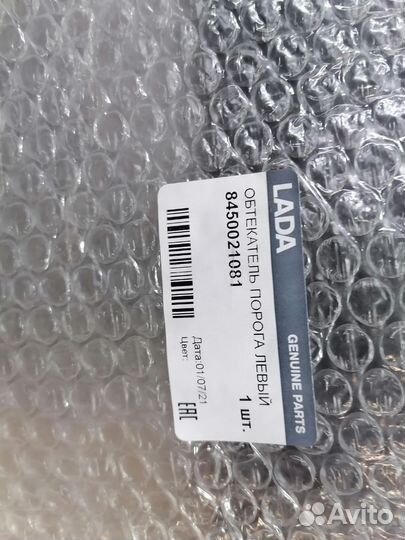 LADA
GENUINE PARTS
ОБТЕКАТЕЛЬ ПОРОГА ЛЕВЫЙ
8450021081
1 шт.
Дата:01/07/21
Цвет:
EAC
Avito